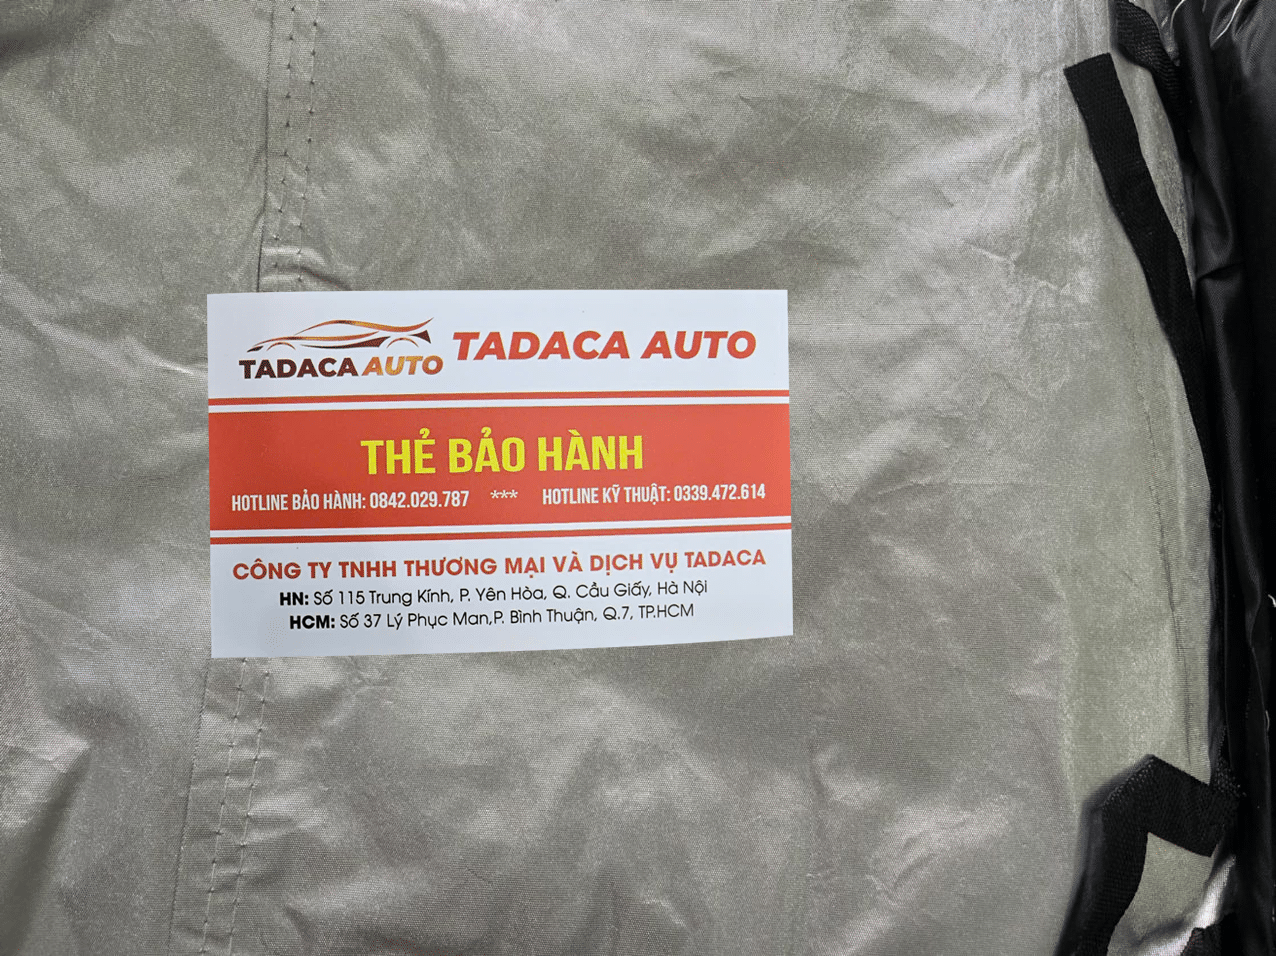 TADACA AUTO
TADACA AUTO
THẺ BẢO HÀNH
HOTLINE BẢO HÀNH: 0842.029.787 *** HOTLINE KỸ THUẬT: 0339.472.614
CÔNG TY TNHH THƯƠNG MẠI VÀ DỊCH VỤ TADACA
HN: Số 115 Trung Kính, P. Yên Hòa, Q. Cầu Giấy, Hà Nội
HCM: Số 37 Lý Phục Man,P. Bình Thuận, Q.7, TP.HCM